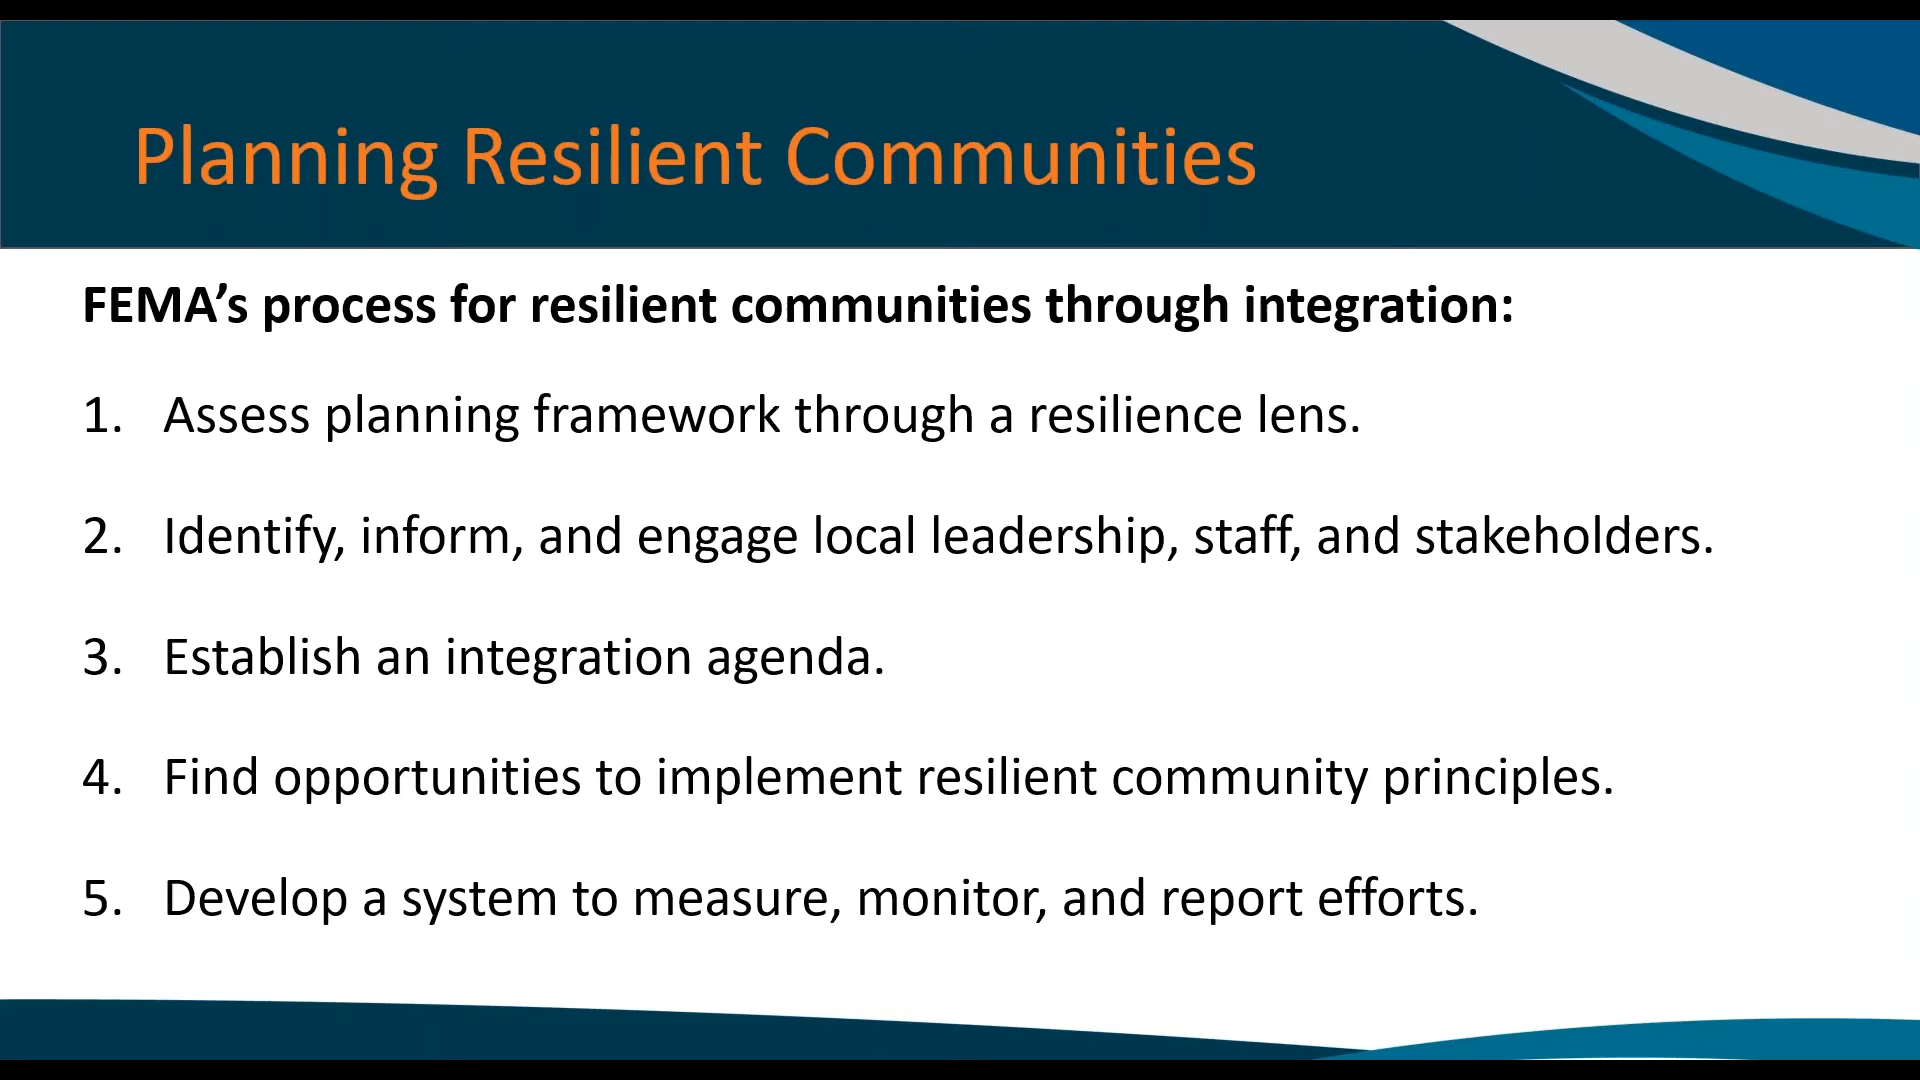 Planning Resilient Communities
FEMA’s process for resilient communities through integration:
1. Assess planning framework through a resilience lens.
2. Identify, inform, and engage local leadership, staff, and stakeholders.
3. Establish an integration agenda.
4. Find opportunities to implement resilient community principles.
5. Develop a system to measure, monitor, and report efforts.